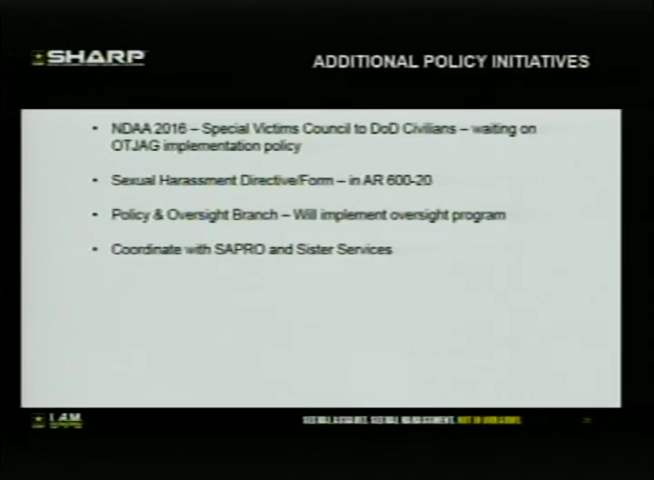 SHARP
ADDITIONAL POLICY INITIATIVES
• NDAA 2016 – Special Victims Council to DoD Civilians – waiting on
OTJAG implementation policy
• Sexual Harassment Directive/Form – in AR 600-20
• Policy & Oversight Branch – Will implement oversight program
• Coordinate with SAPRO and Sister Services
I. AM.